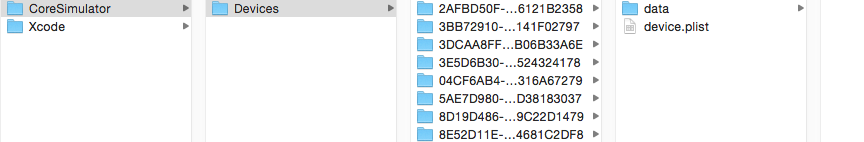 CoreSimulator
Xcode
Devices
2AFBD50F-...6121B2358
3BB72910-...141F02797
3DCAA8FF...B06B33A6E
3E5D6B30-...524324178
04CF6AB4-...316A67279
5AE7D980-...D38183037
8D19D486-...9C22D1479
8E52D11E-...4681C2DF8
data
device.plist